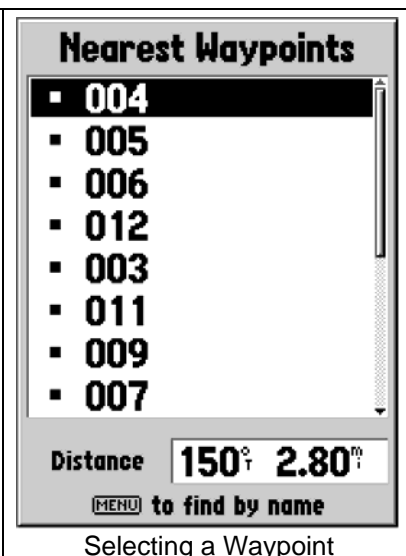 Nearest Waypoints
▪ 004
▪ 005
▪ 006
▪ 012
▪ 003
▪ 011
▪ 009
▪ 007
Distance 150°T 2.80mi
MENU to find by name
Selecting a Waypoint